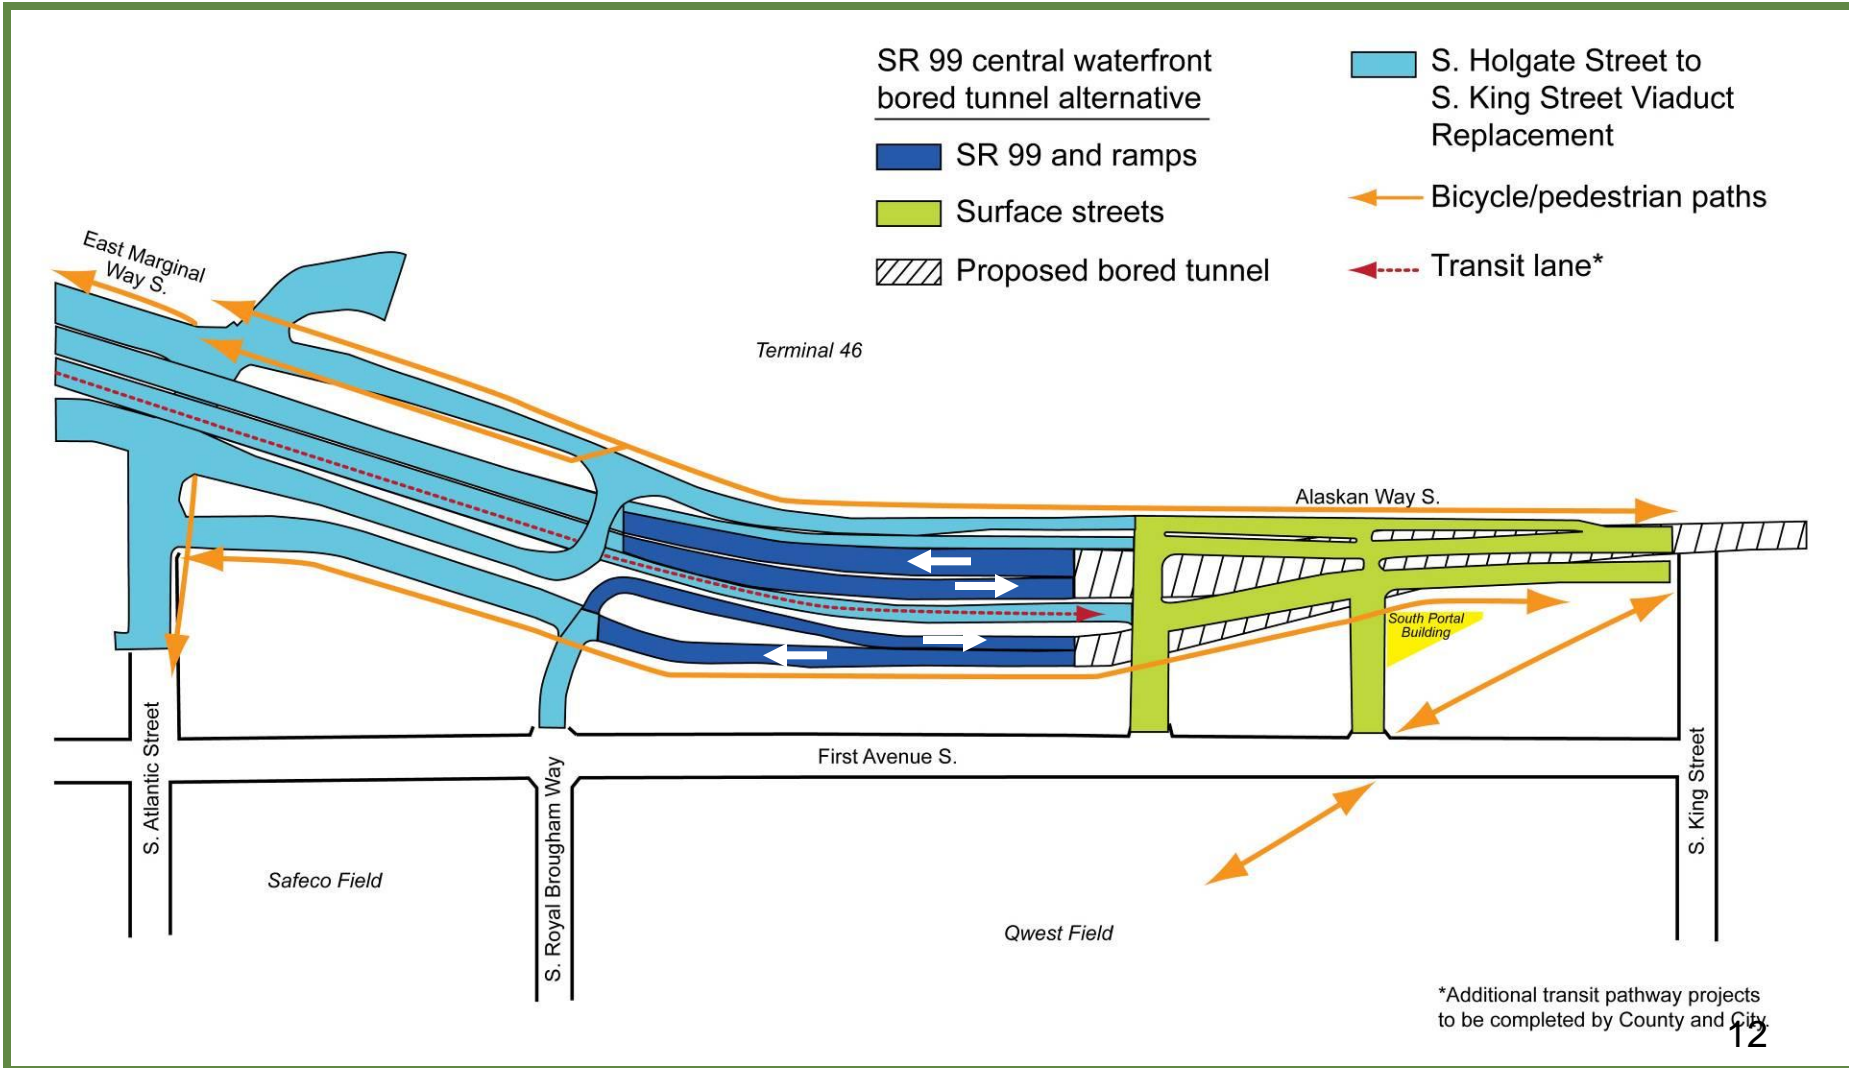 SR 99 central waterfront
bored tunnel alternative
SR 99 and ramps
Surface streets
Proposed bored tunnel
S. Holgate Street to
S. King Street Viaduct
Replacement
Bicycle/pedestrian paths
Transit lane*
East Marginal
Way S.
Terminal 46
Alaskan Way S.
South Portal
Building
First Avenue S.
S. Atlantic Street
S. Royal Brougham Way
S. King Street
Safeco Field
Qwest Field
*Additional transit pathway projects
to be completed by County and City.
12